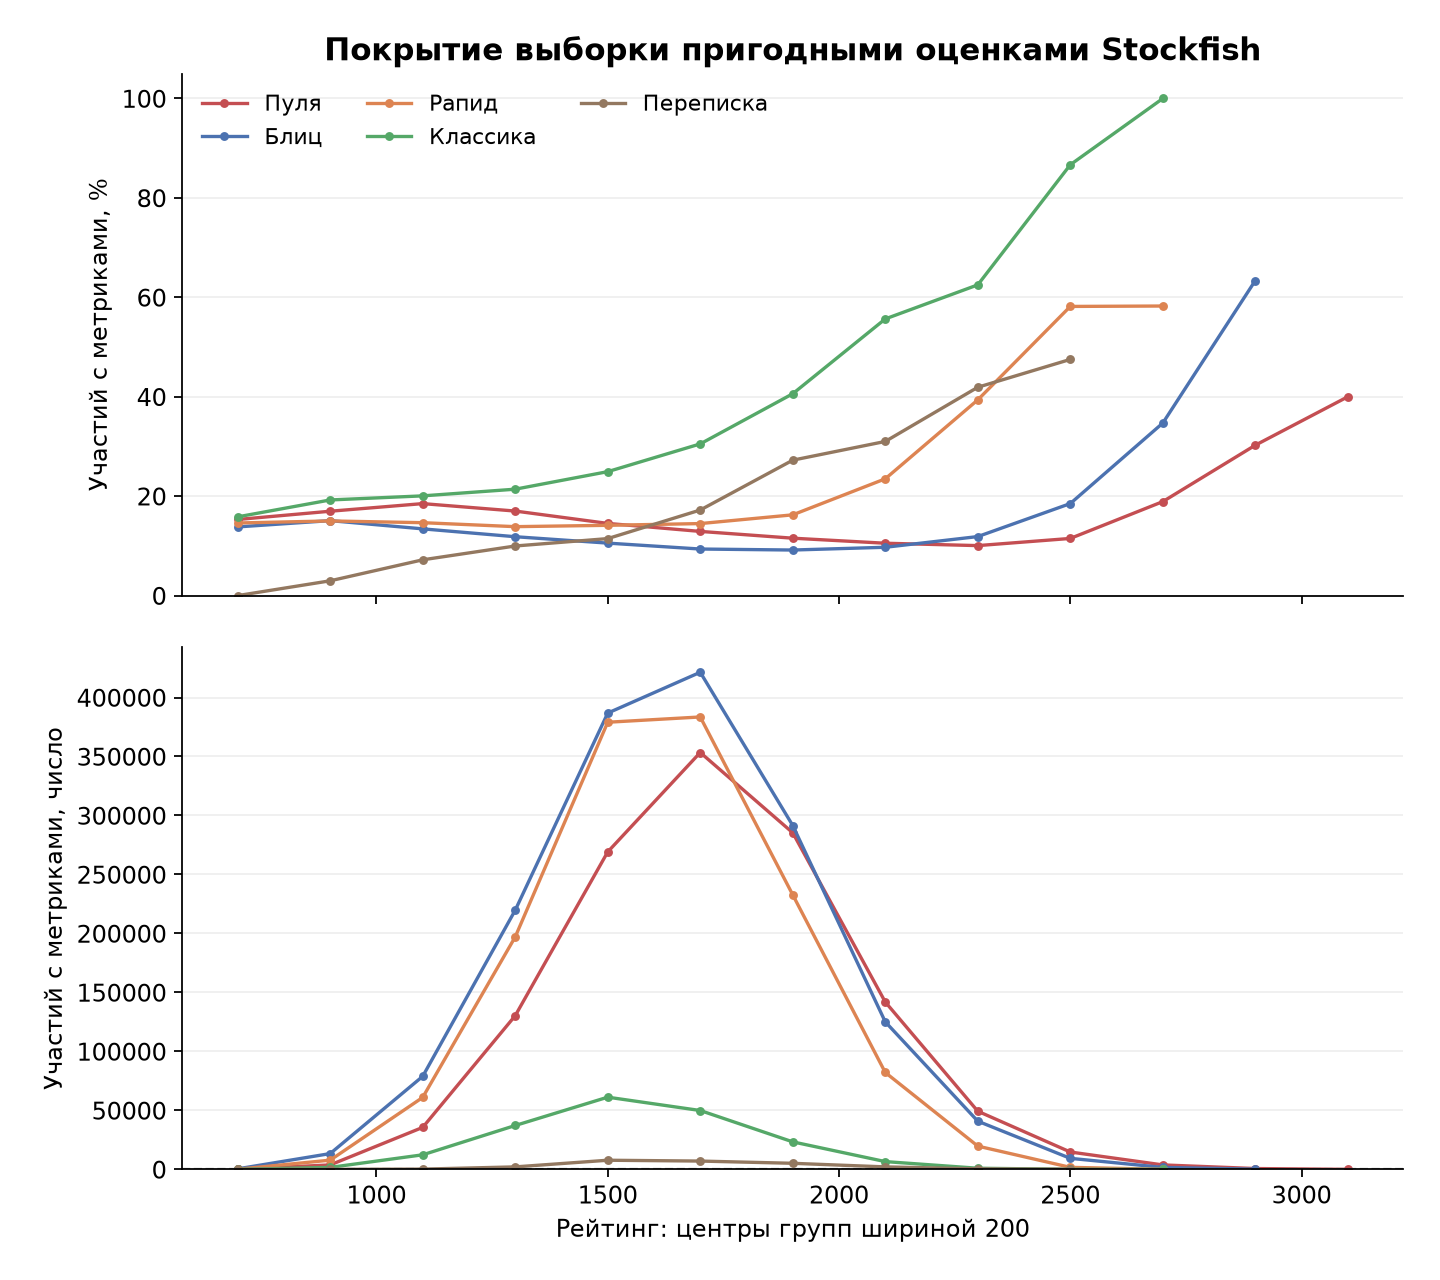 Покрытие выборки пригодными оценками Stockfish
Пуля Рапид Переписка
Блиц Классика
Участий с метриками, %
100
80
60
40
20
0
Участий с метриками, число
400000
350000
300000
250000
200000
150000
100000
50000
0
1000 1500 2000 2500 3000
Рейтинг: центры групп шириной 200